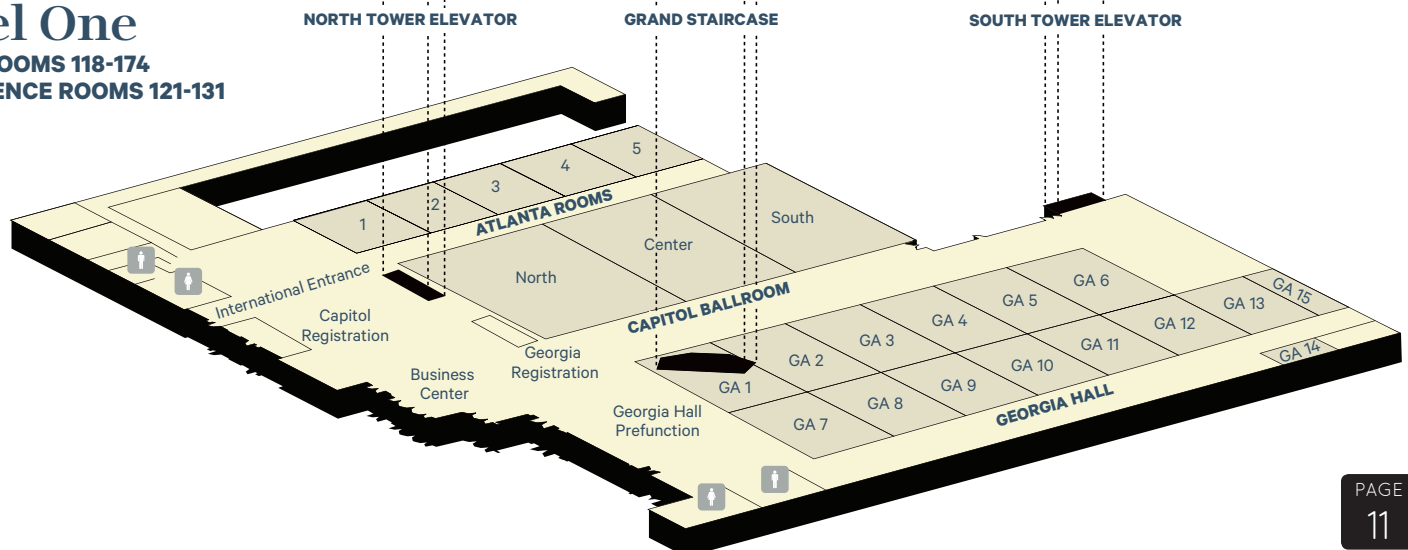 el One
OOMS 118-174
ENCE ROOMS 121-131
NORTH TOWER ELEVATOR
GRAND STAIRCASE
SOUTH TOWER ELEVATOR
1
2
3
4
5
ATLANTA ROOMS
North
Center
South
CAPITOL BALLROOM
International Entrance
Capitol
Registration
Georgia
Registration
Business
Center
Georgia Hall
Prefunction
GA 1
GA 2
GA 3
GA 4
GA 5
GA 6
GA 7
GA 8
GA 9
GA 10
GA 11
GA 12
GA 13
GA 15
GA 14
GEORGIA HALL
PAGE
11